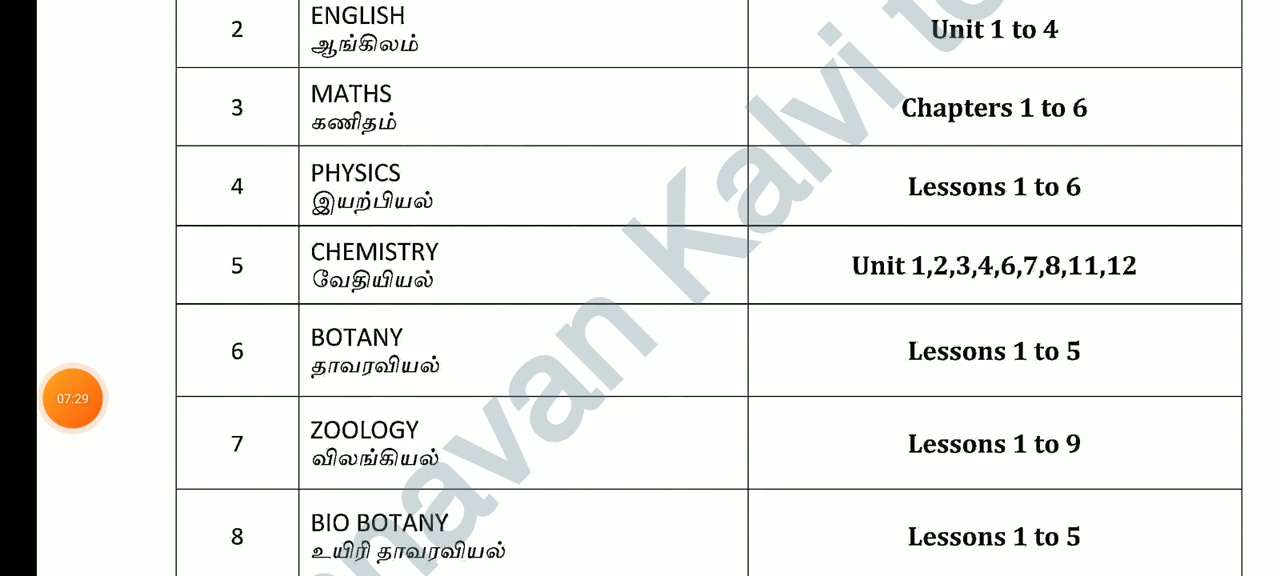 2
ENGLISH
ஆங்கிலம்
Unit 1 to 4
3
MATHS
கணிதம்
Chapters 1 to 6
4
PHYSICS
இயற்பியல்
Lessons 1 to 6
5
CHEMISTRY
வேதியியல்
Unit 1,2,3,4,6,7,8,11,12
6
BOTANY
தாவரவியல்
Lessons 1 to 5
07:29
7
ZOOLOGY
விலங்கியல்
Lessons 1 to 9
8
BIO BOTANY
உயிரி தாவரவியல்
Lessons 1 to 5
Kalvi